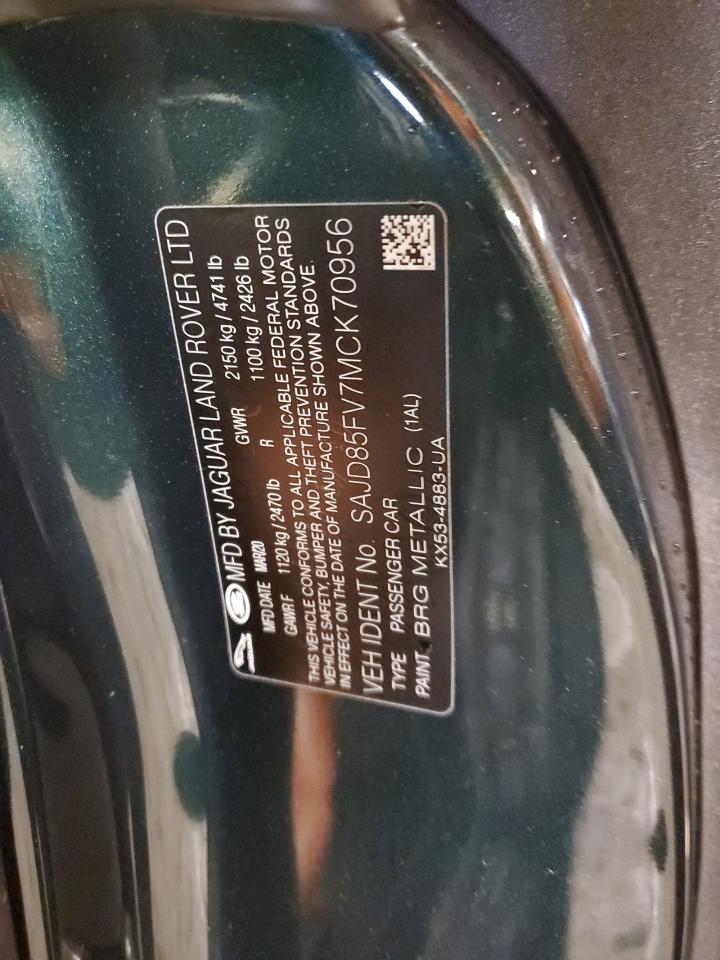 MFD BY JAGUAR LAND ROVER LTD
MFD DATE MAR20 GVWR 2150 kg / 4741 lb
GAWR F 1120 kg / 2470 lb R 1100 kg / 2426 lb
THIS VEHICLE CONFORMS TO ALL APPLICABLE FEDERAL MOTOR
VEHICLE SAFETY, BUMPER AND THEFT PREVENTION STANDARDS
IN EFFECT ON THE DATE OF MANUFACTURE SHOWN ABOVE.
VEH IDENT No. SAJD85FV7MCK70956
TYPE PASSENGER CAR
PAINT BRG METALLIC (1AL)
KX53-4883-UA